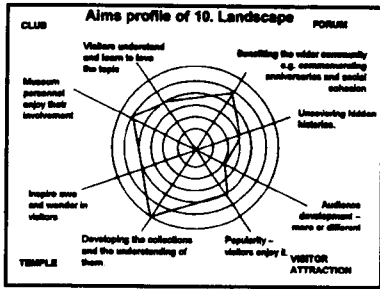 Aims profile of 10. Landscape
CLUB
FORUM
Visitors understand
and learn to love
the topic
Benefiting the wider community
e.g. commemorating
anniversaries and social
cohesion
Museum
personnel
enjoy their
involvement
Uncovering hidden
histories.
Inspire awe
and wonder in
visitors
Audience
development –
more or different
Developing the collections
and the understanding of
them
Popularity –
visitors enjoy it.
TEMPLE
VISITOR
ATTRACTION